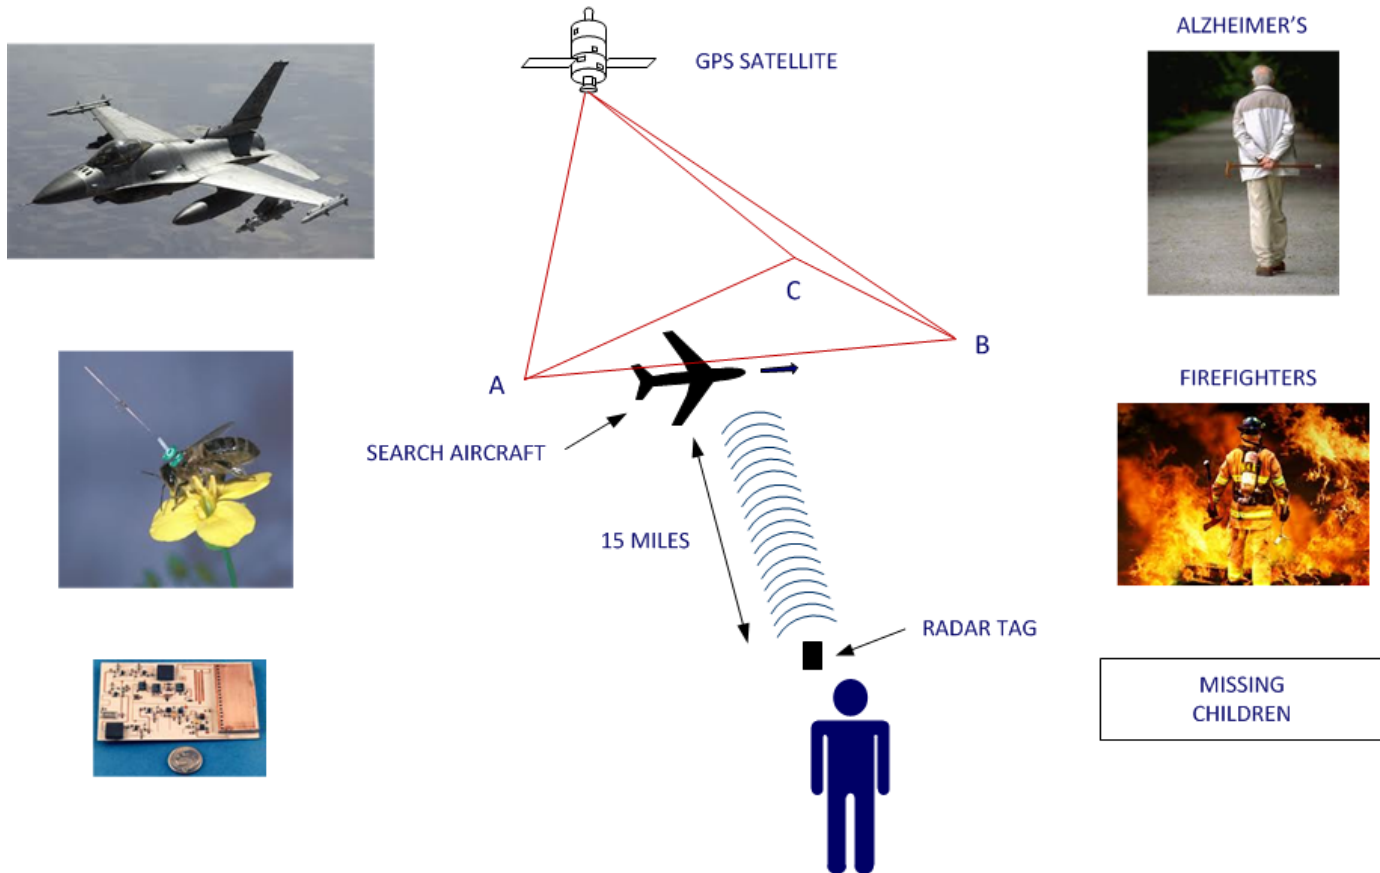 ALZHEIMER'S
GPS SATELLITE
C
B
A
FIREFIGHTERS
SEARCH AIRCRAFT
15 MILES
RADAR TAG
MISSING
CHILDREN